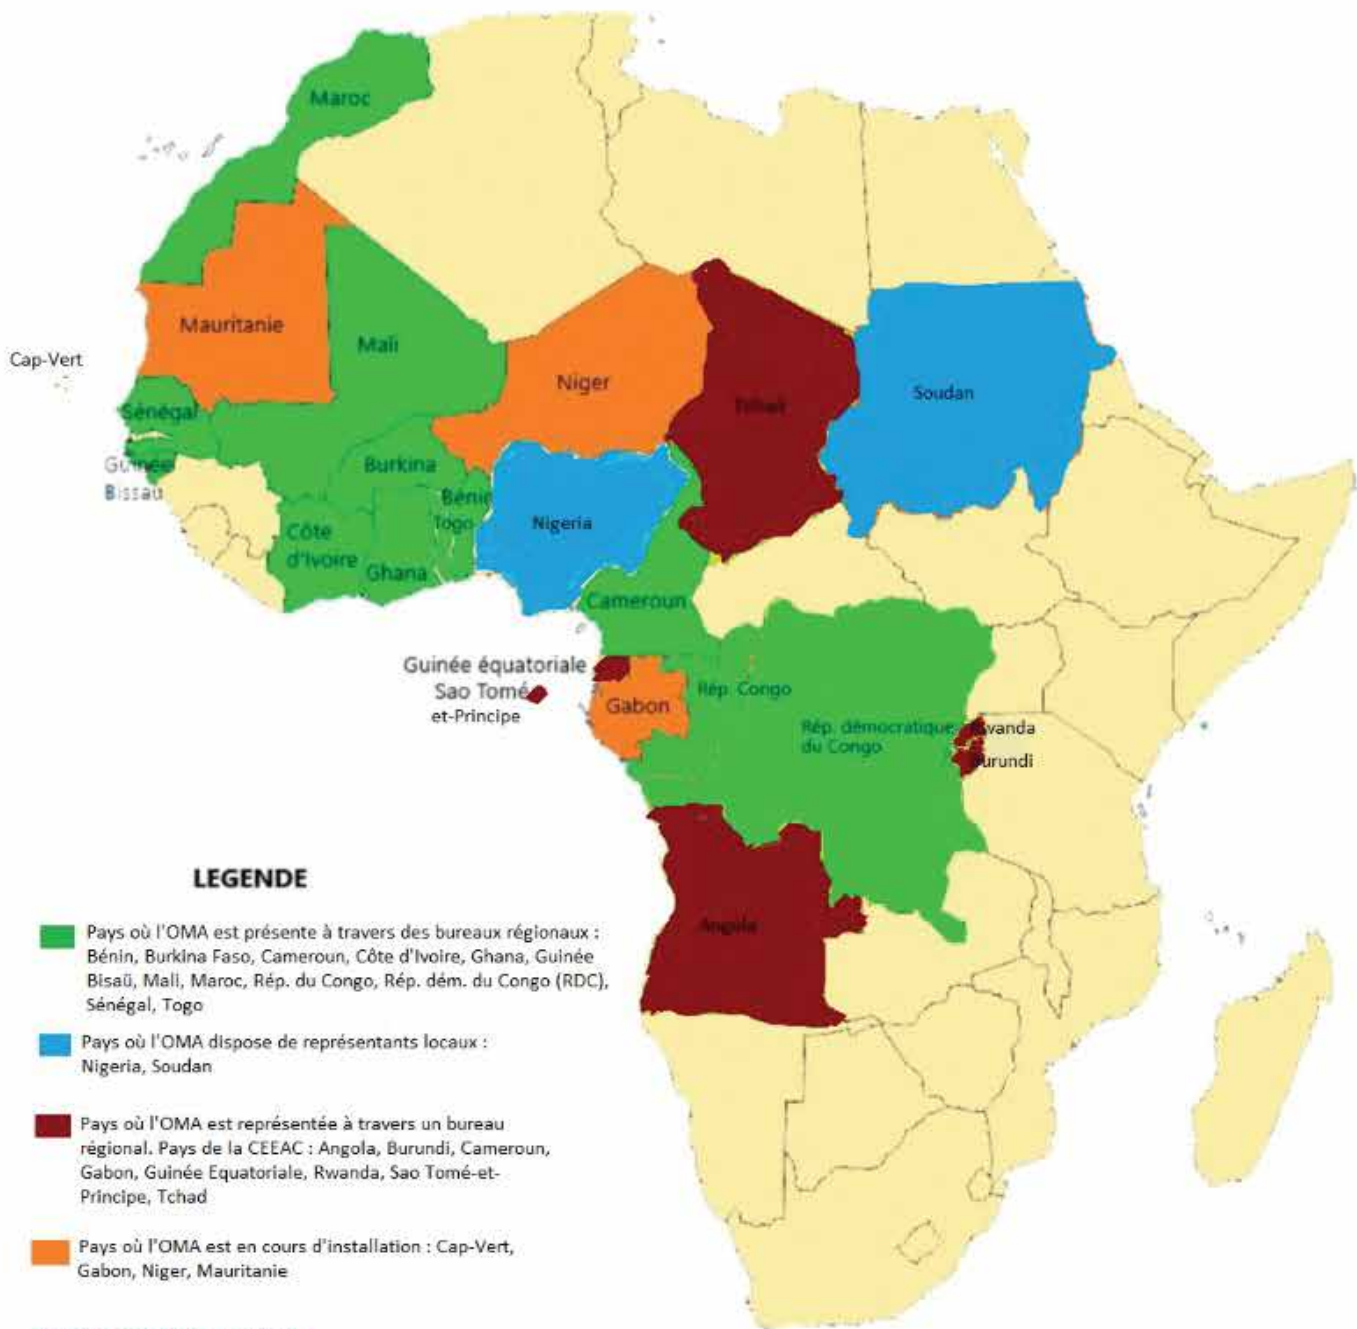 Maroc
Mauritanie
Mali
Cap-Vert
Niger
Tchad
Soudan
Sénégal
Guinée
Bissau
Burkina
Bénin
Togo
Nigeria
Côte
d'Ivoire
Ghana
Cameroun
Guinée équatoriale
Sao Tomé
et-Principe
Gabon
Rép. Congo
Rép. démocratique
du Congo
Rwanda
Burundi
Angola
LEGENDE
Pays où l'OMA est présente à travers des bureaux régionaux :
Bénin, Burkina Faso, Cameroun, Côte d'Ivoire, Ghana, Guinée
Bisaü, Mali, Maroc, Rép. du Congo, Rép. dém. du Congo (RDC),
Sénégal, Togo
Pays où l'OMA dispose de représentants locaux :
Nigeria, Soudan
Pays où l'OMA est représentée à travers un bureau
régional. Pays de la CEEAC : Angola, Burundi, Cameroun,
Gabon, Guinée Equatoriale, Rwanda, Sao Tomé-et-
Principe, Tchad
Pays où l'OMA est en cours d'installation : Cap-Vert,
Gabon, Niger, Mauritanie